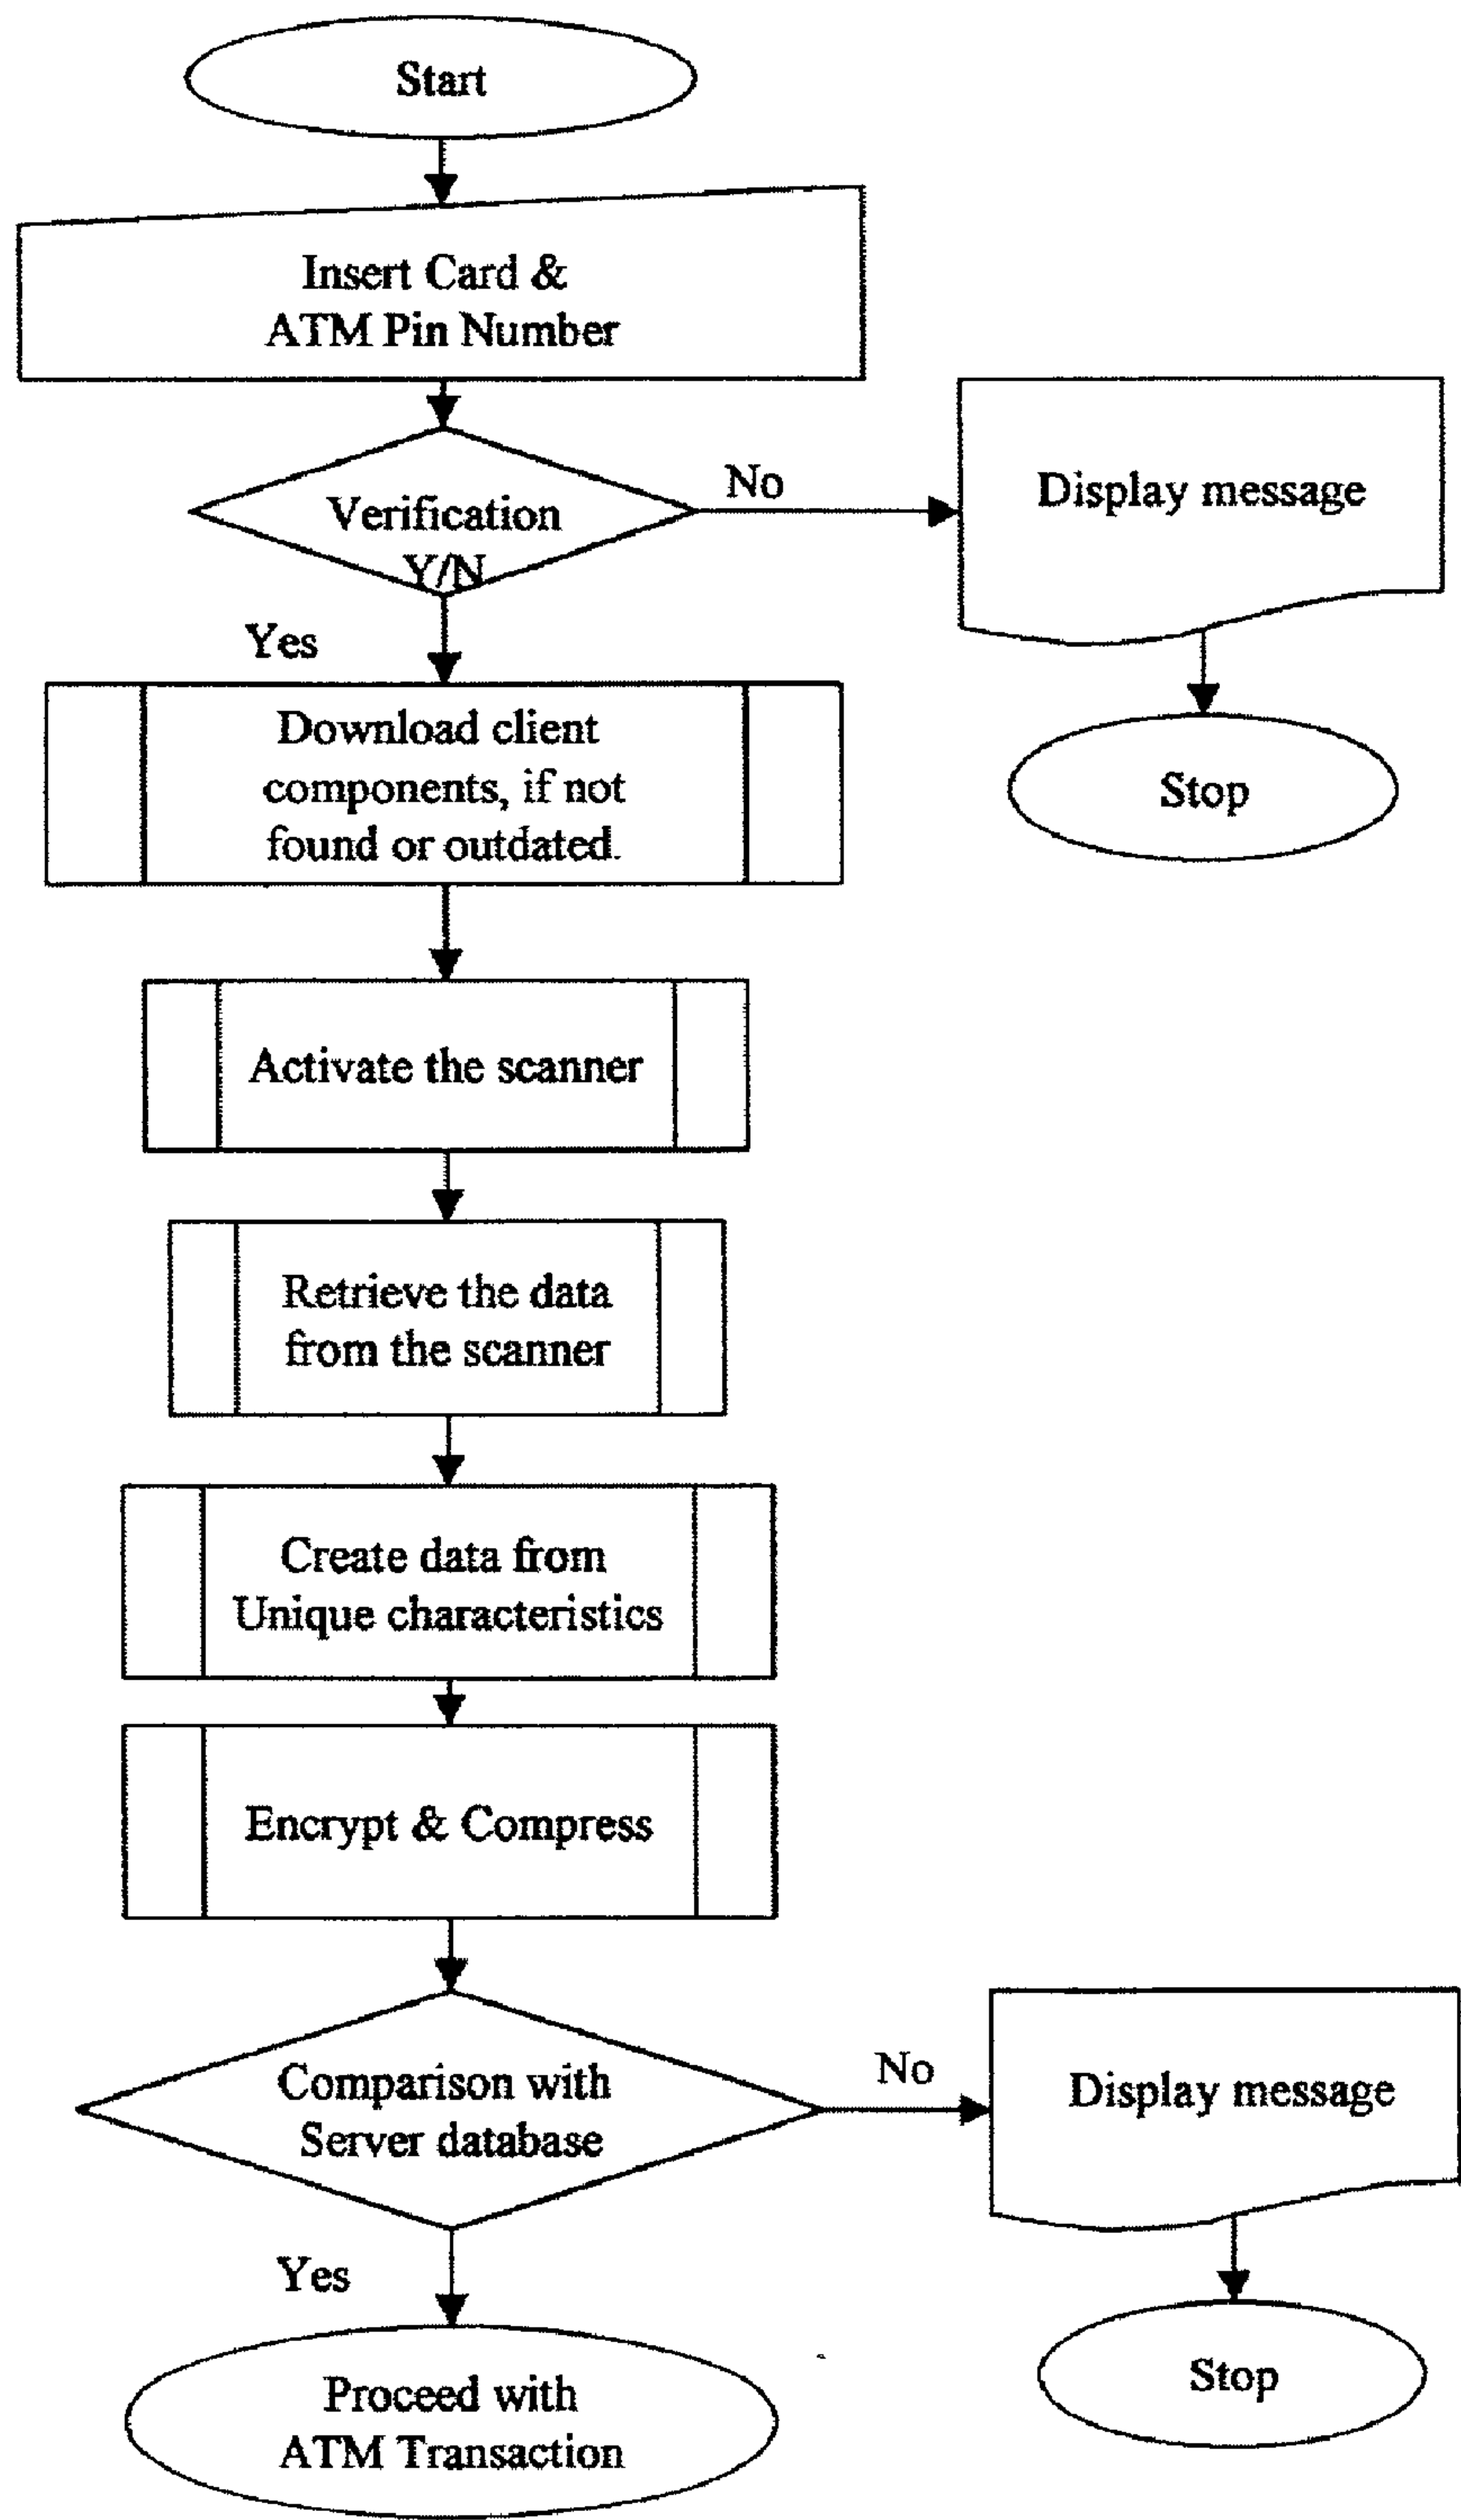 Start
Insert Card &
ATM Pin Number
Verification
Y/N
No
Display message
Yes
Stop
Download client
components, if not
found or outdated.
Activate the scanner
Retrieve the data
from the scanner
Create data from
Unique characteristics
Encrypt & Compress
Comparison with
Server database
No
Display message
Yes
Stop
Proceed with
ATM Transaction